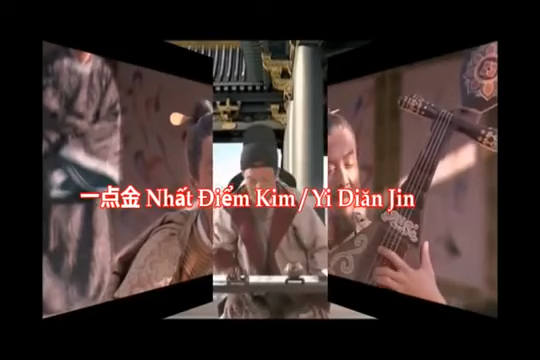 一点金 Nhất Điểm Kim / Yi Diăn Jin